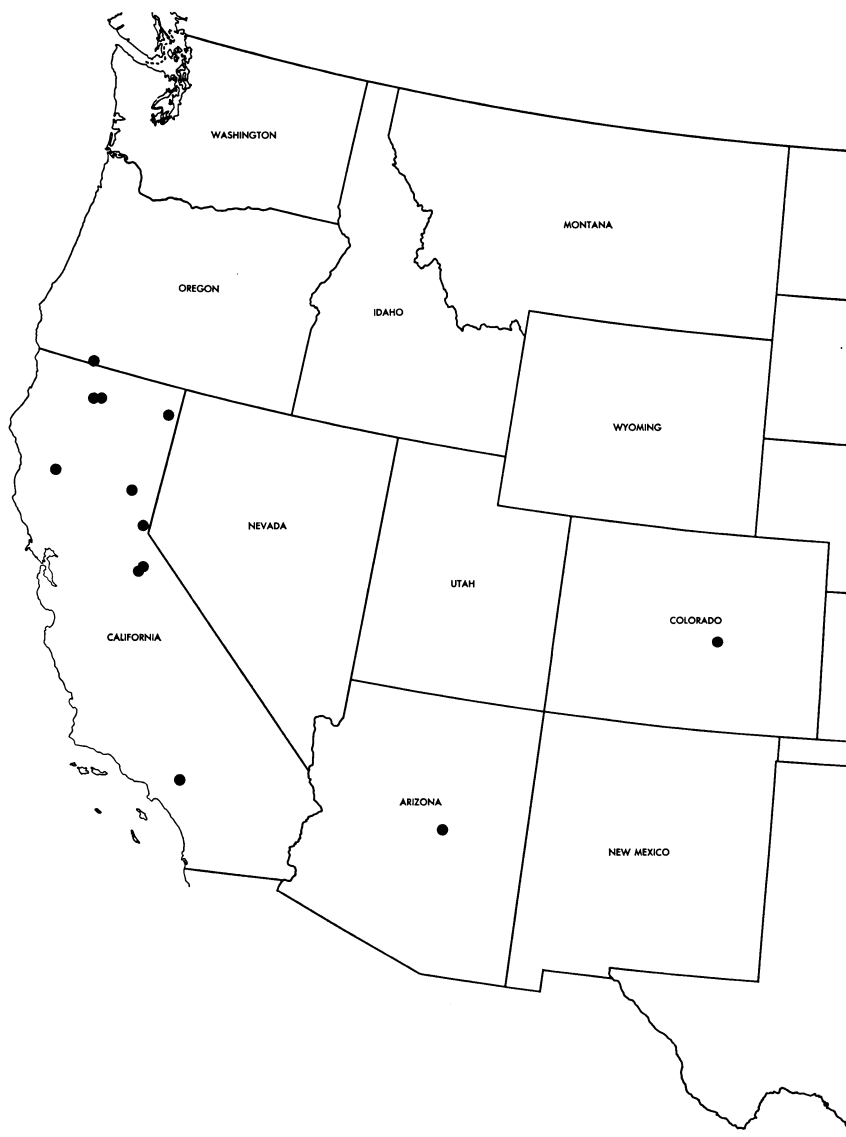 WASHINGTON
MONTANA
OREGON
IDAHO
WYOMING
NEVADA
UTAH
COLORADO
CALIFORNIA
ARIZONA
NEW MEXICO